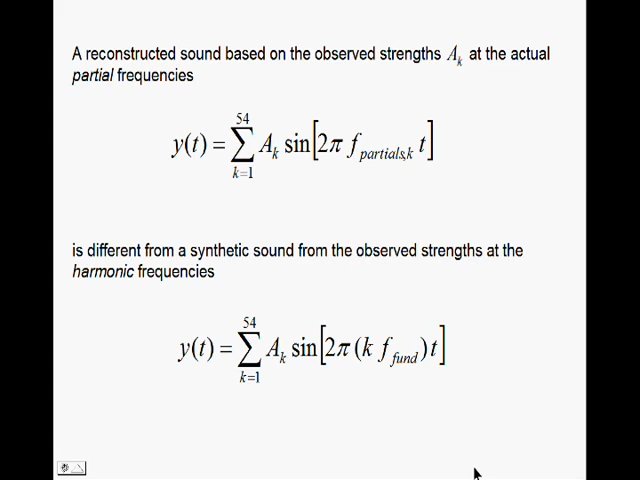 A reconstructed sound based on the observed strengths A_k at the actual
partial frequencies
y(t) = ∑_{k=1}^{54} A_k sin[2π f_{partials,k} t]
is different from a synthetic sound from the observed strengths at the
harmonic frequencies
y(t) = ∑_{k=1}^{54} A_k sin[2π (k f_{fund}) t]